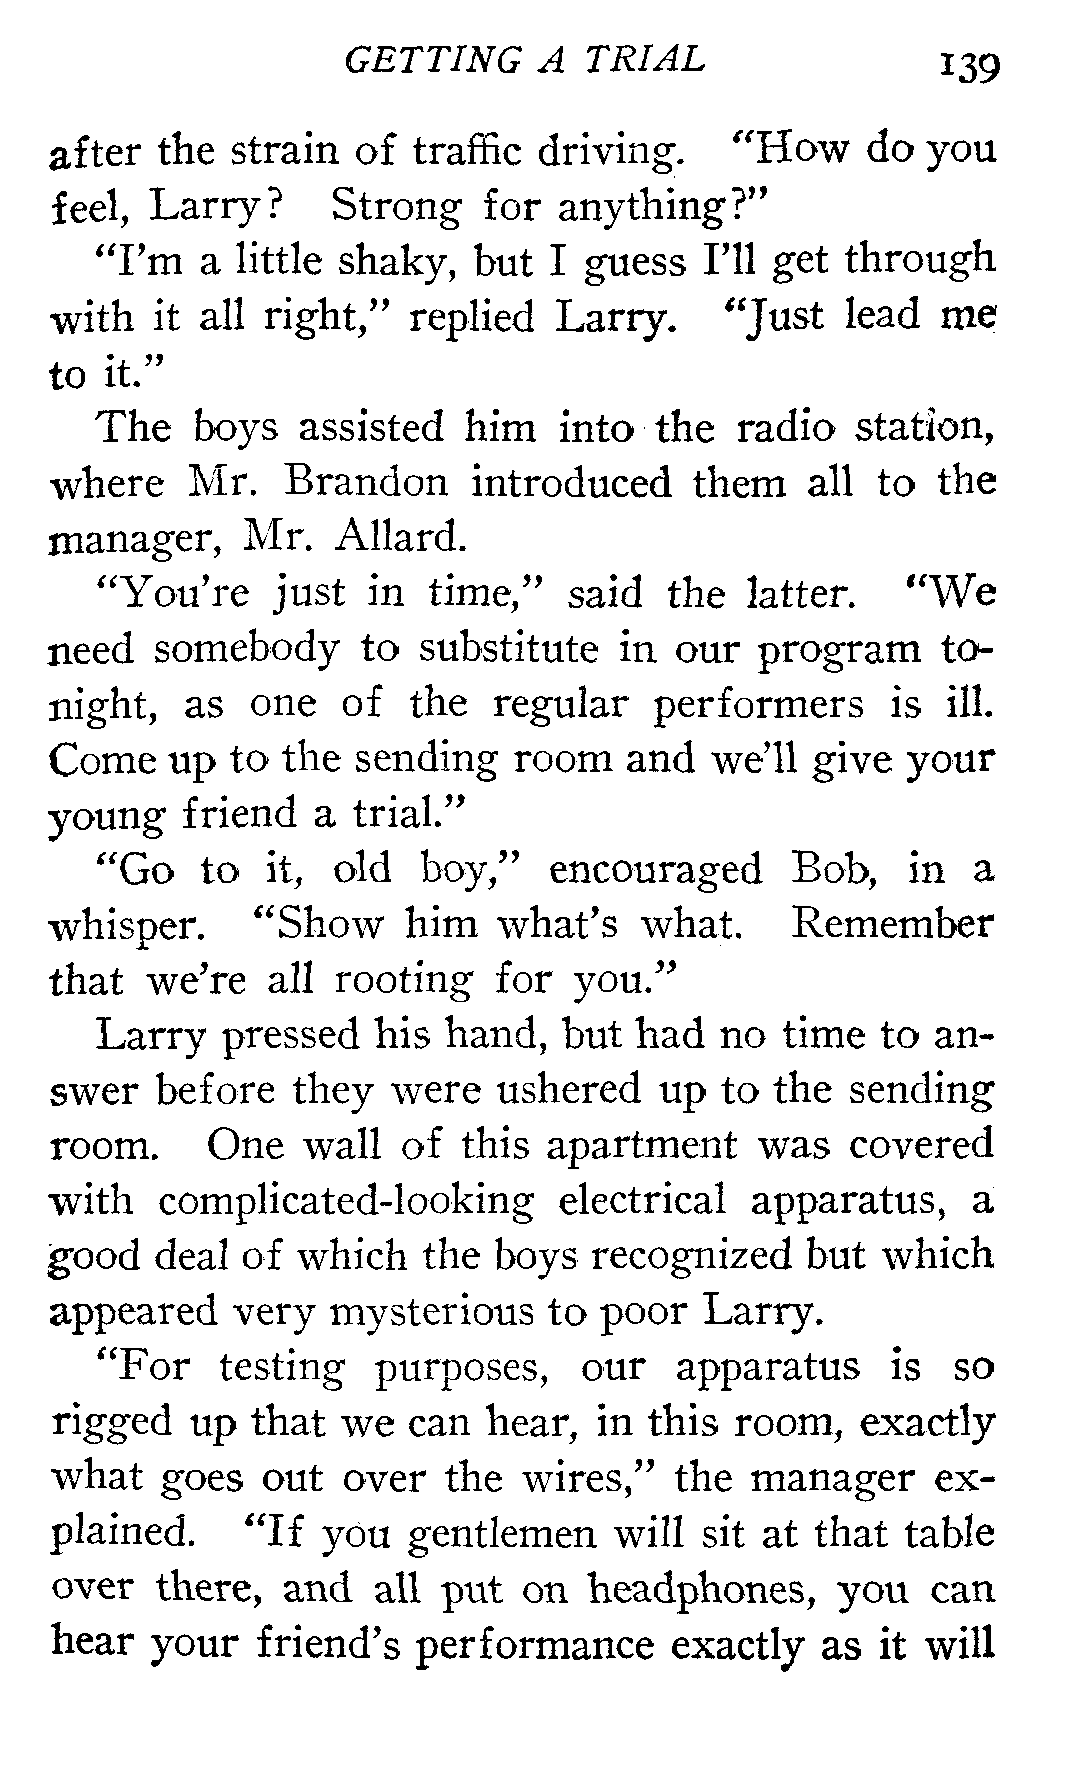 GETTING A TRIAL 139
after the strain of traffic driving. “How do you
feel, Larry? Strong for anything?”
“I’m a little shaky, but I guess I’ll get through
with it all right,” replied Larry. “Just lead me
to it.”
The boys assisted him into the radio station,
where Mr. Brandon introduced them all to the
manager, Mr. Allard.
“You’re just in time,” said the latter. “We
need somebody to substitute in our program to-
night, as one of the regular performers is ill.
Come up to the sending room and we’ll give your
young friend a trial.”
“Go to it, old boy,” encouraged Bob, in a
whisper. “Show him what’s what. Remember
that we’re all rooting for you.”
Larry pressed his hand, but had no time to an-
swer before they were ushered up to the sending
room. One wall of this apartment was covered
with complicated-looking electrical apparatus, a
good deal of which the boys recognized but which
appeared very mysterious to poor Larry.
“For testing purposes, our apparatus is so
rigged up that we can hear, in this room, exactly
what goes out over the wires,” the manager ex-
plained. “If you gentlemen will sit at that table
over there, and all put on headphones, you can
hear your friend’s performance exactly as it will